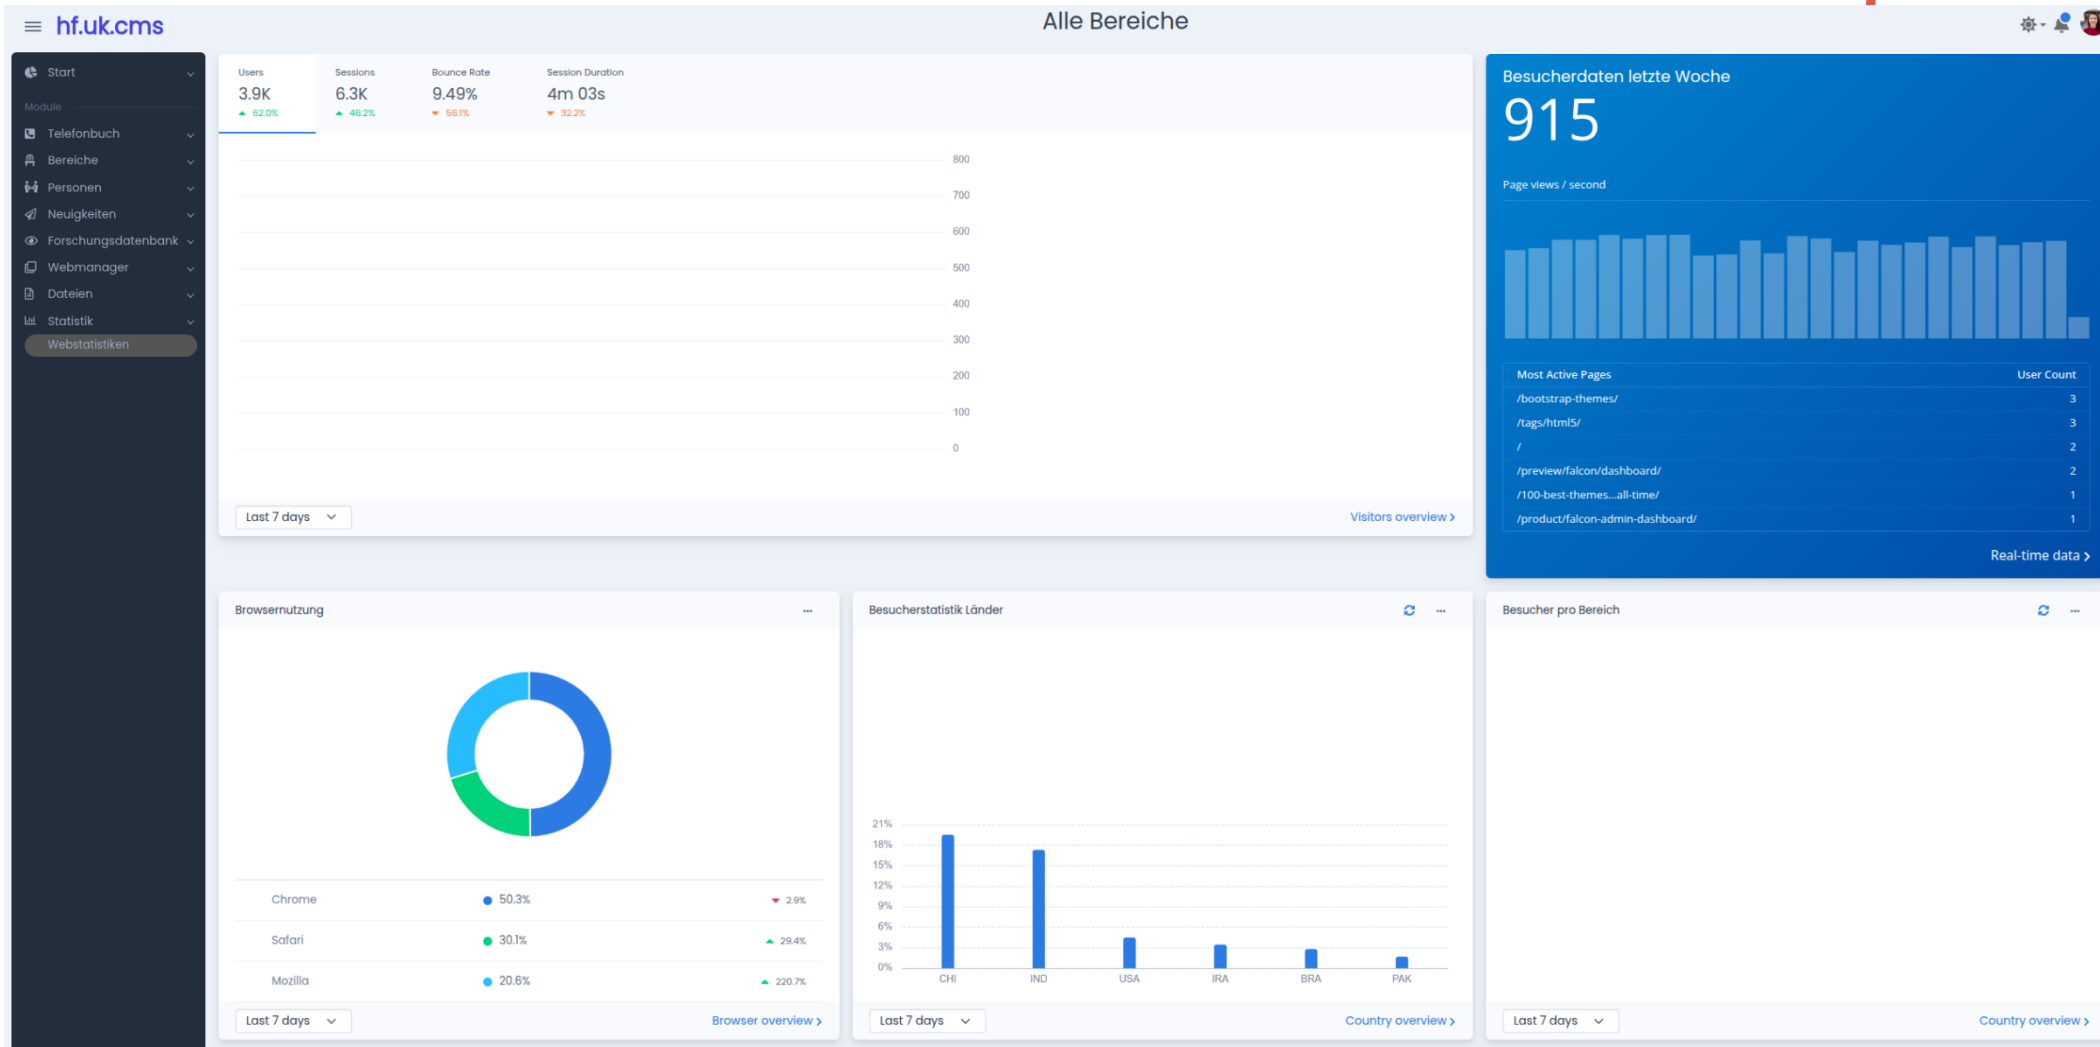 hf.uk.cms
Alle Bereiche
Start
Module
Telefonbuch
Bereiche
Personen
Neuigkeiten
Forschungsdatenbank
Webmanager
Dateien
Statistik
Webstatistiken
Users Sessions Bounce Rate Session Duration
3.9K 6.3K 9.49% 4m 03s
62.0% 46.2% 56.1% 32.2%
800
700
600
500
400
300
200
100
0
Last 7 days Visitors overview
Besucherdaten letzte Woche
915
Page views / second
Most Active Pages User Count
/bootstrap-themes/ 3
/tags/html5/ 3
/ 2
/preview/falcon/dashboard/ 2
/100-best-themes...all-time/ 1
/product/falcon-admin-dashboard/ 1
Real-time data
Browsernutzung
Chrome 50.3% 2.9%
Safari 30.1% 29.4%
Mozilla 20.6% 220.7%
Last 7 days Browser overview
Besucherstatistik Länder
21%
18%
15%
12%
9%
6%
3%
0%
CHI IND USA IRA BRA PAK
Last 7 days Country overview
Besucher pro Bereich
Last 7 days Country overview